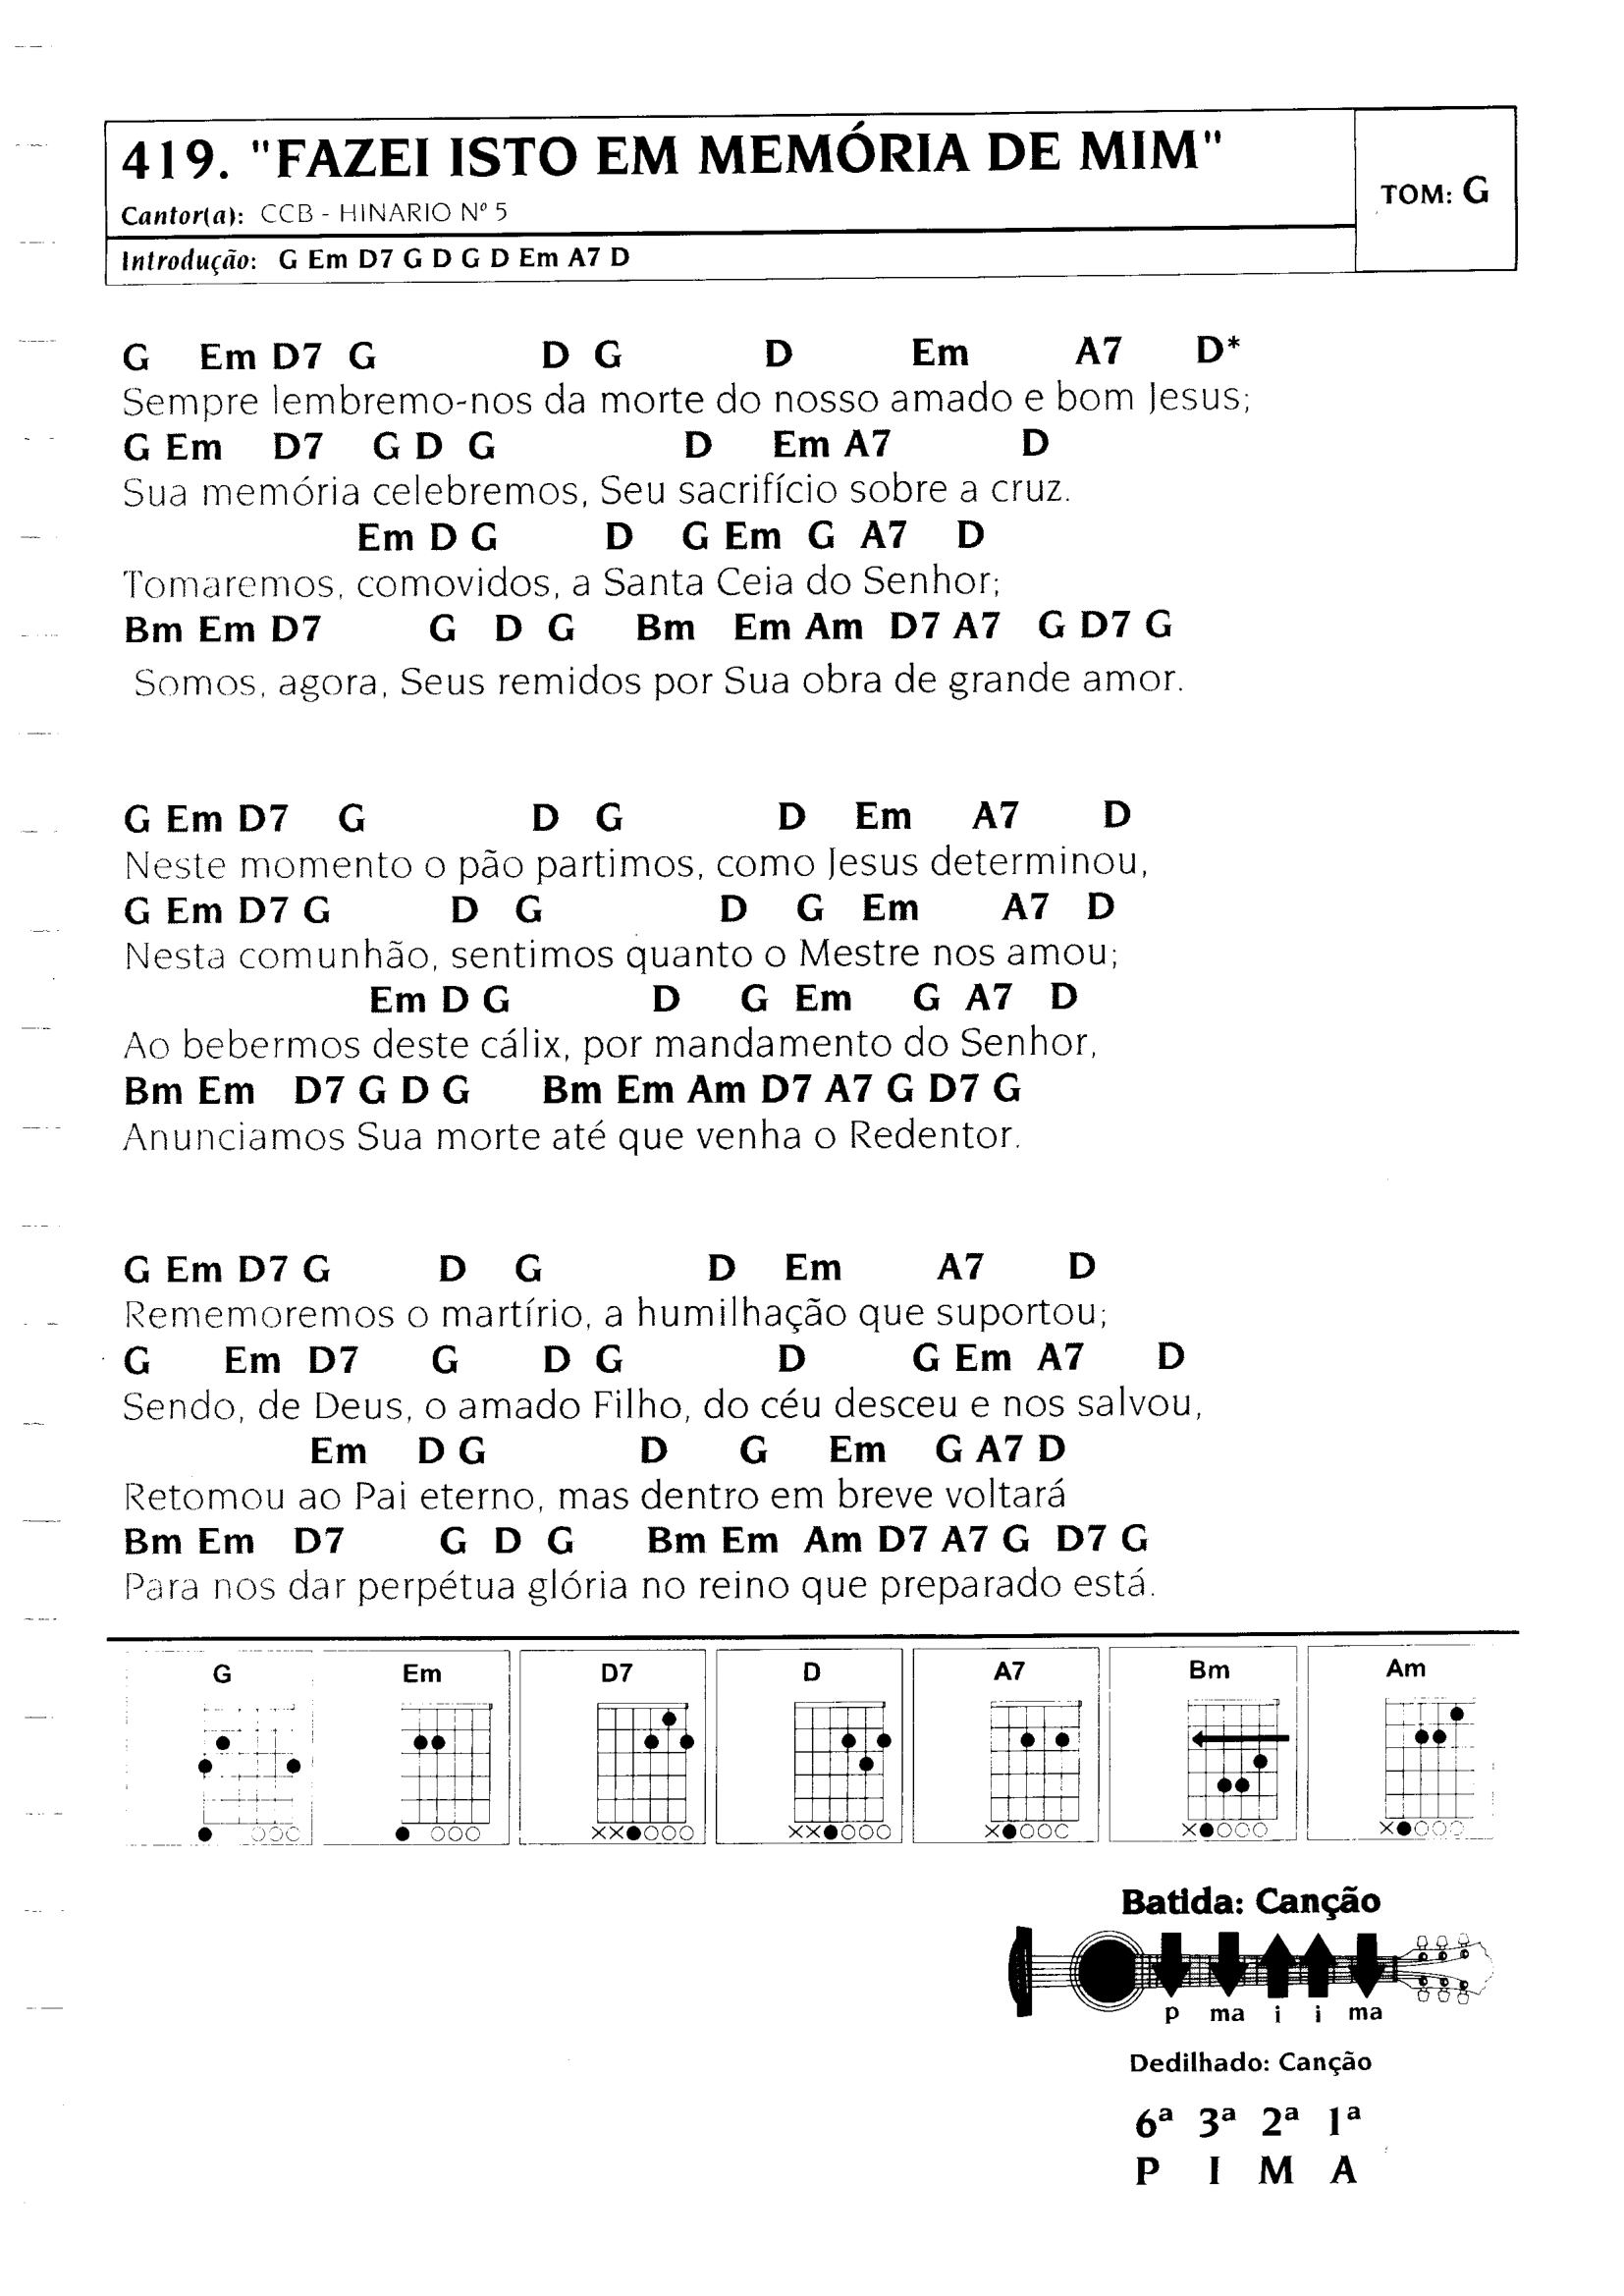 419. "FAZEI ISTO EM MEMÓRIA DE MIM"
Cantor(a): CCB - HINARIO Nº 5
TOM: G
Introdução: G Em D7 G D G D Em A7 D
G Em D7 G D G D Em A7 D*
Sempre lembremo-nos da morte do nosso amado e bom Jesus;
G Em D7 G D G D Em A7 D
Sua memória celebremos, Seu sacrifício sobre a cruz.
Em D G D G Em G A7 D
Tomaremos, comovidos, a Santa Ceia do Senhor;
Bm Em D7 G D G Bm Em Am D7 A7 G D7 G
Somos, agora, Seus remidos por Sua obra de grande amor.
G Em D7 G D G D Em A7 D
Neste momento o pão partimos, como Jesus determinou,
G Em D7 G D G D G Em A7 D
Nesta comunhão, sentimos quanto o Mestre nos amou;
Em D G D G Em G A7 D
Ao bebermos deste cálix, por mandamento do Senhor,
Bm Em D7 G D G Bm Em Am D7 A7 G D7 G
Anunciamos Sua morte até que venha o Redentor.
G Em D7 G D G D Em A7 D
Rememoremos o martírio, a humilhação que suportou;
G Em D7 G D G D G Em A7 D
Sendo, de Deus, o amado Filho, do céu desceu e nos salvou,
Em D G D G Em G A7 D
Retomou ao Pai eterno, mas dentro em breve voltará
Bm Em D7 G D G Bm Em Am D7 A7 G D7 G
Para nos dar perpétua glória no reino que preparado está.
G Em D7 D A7 Bm Am
Batida: Canção
p ma i i ma
Dedilhado: Canção
6ª 3ª 2ª 1ª
P I M A